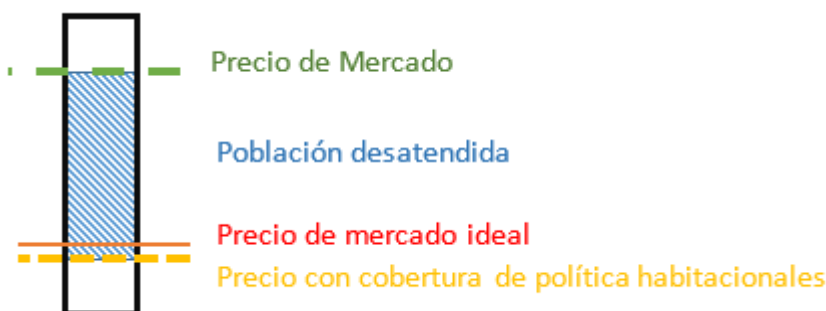 Precio de Mercado
Población desatendida
Precio de mercado ideal
Precio con cobertura de política habitacionales